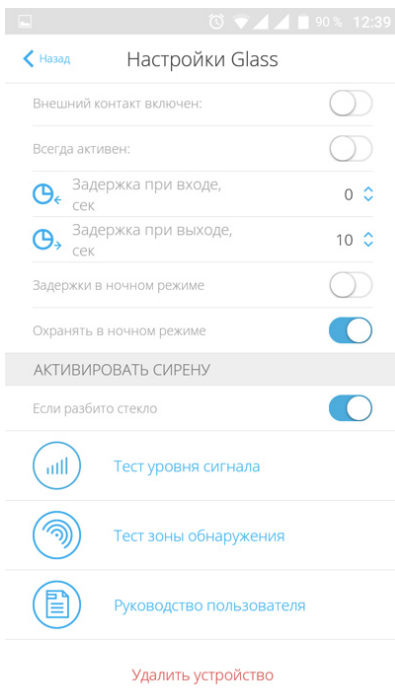 90 % 12:39
Назад Настройки Glass
Внешний контакт включен:
Всегда активен:
Задержка при входе,
сек 0
Задержка при выходе,
сек 10
Задержки в ночном режиме
Охранять в ночном режиме
АКТИВИРОВАТЬ СИРЕНУ
Если разбито стекло
Тест уровня сигнала
Тест зоны обнаружения
Руководство пользователя
Удалить устройство